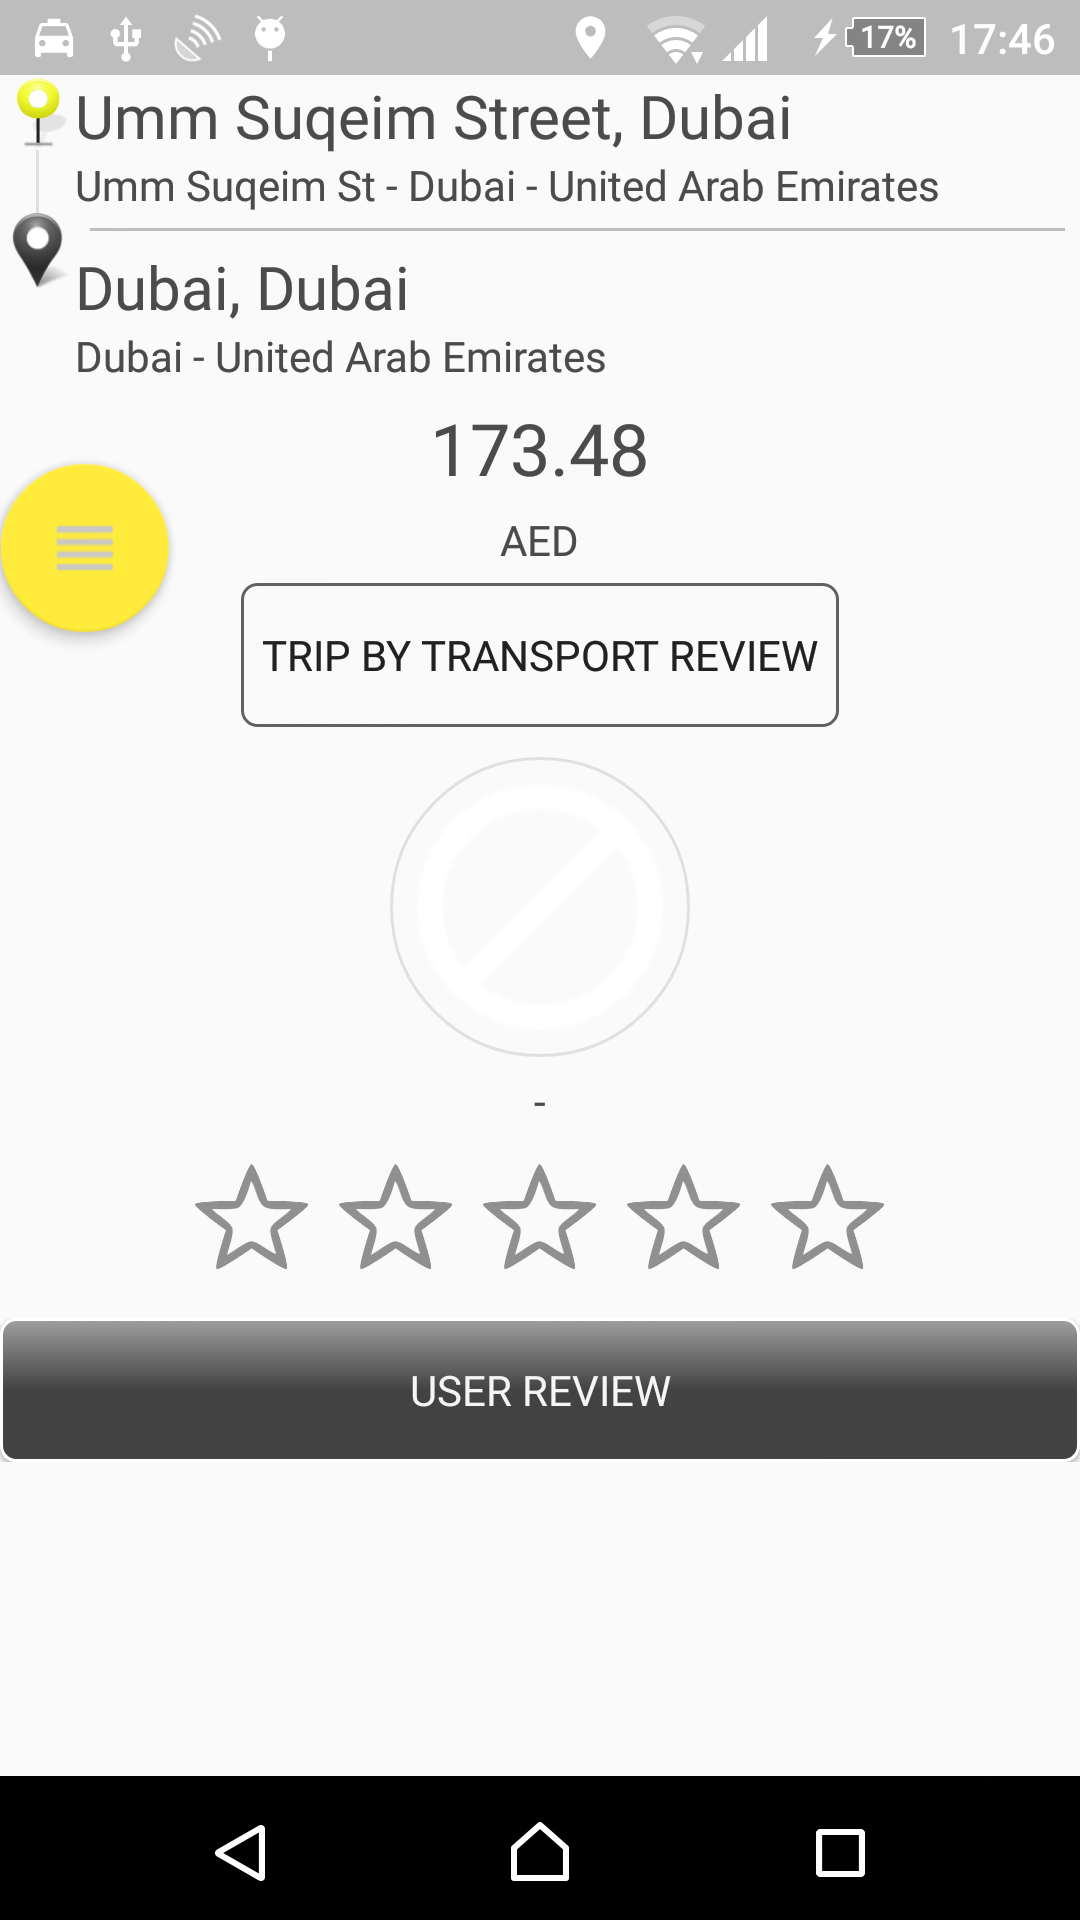 17%
17:46
Umm Suqeim Street, Dubai
Umm Suqeim St - Dubai - United Arab Emirates
Dubai, Dubai
Dubai - United Arab Emirates
173.48
AED
TRIP BY TRANSPORT REVIEW
-
USER REVIEW